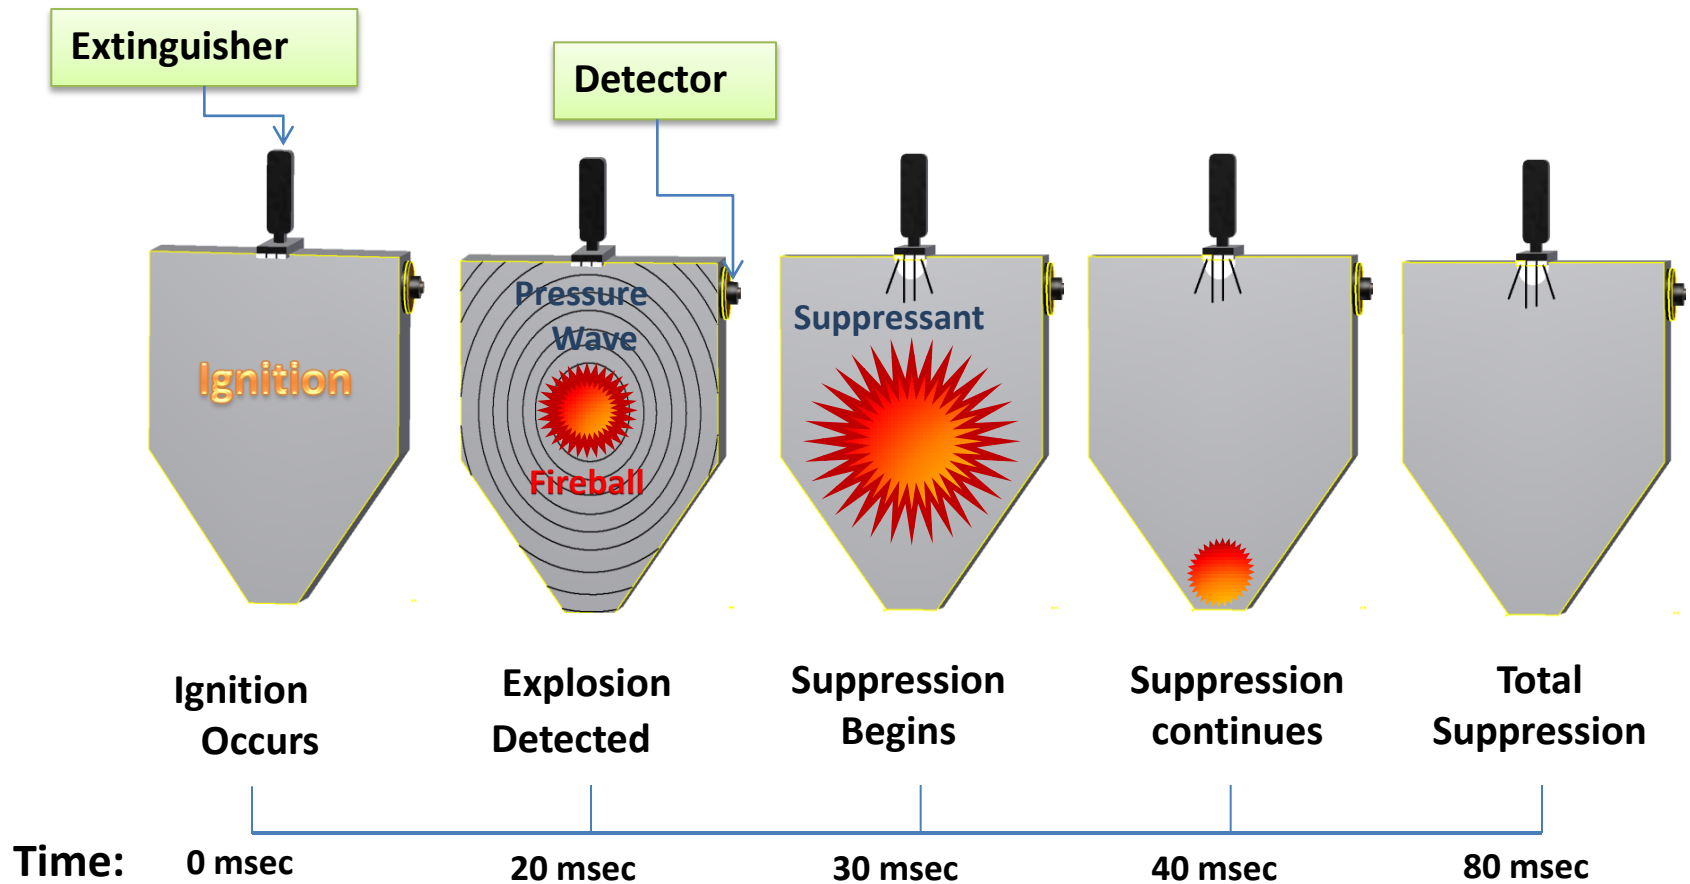 Extinguisher
Detector
Ignition
Pressure
Wave
Fireball
Suppressant
Ignition
Occurs
Explosion
Detected
Suppression
Begins
Suppression
continues
Total
Suppression
Time: 0 msec 20 msec 30 msec 40 msec 80 msec